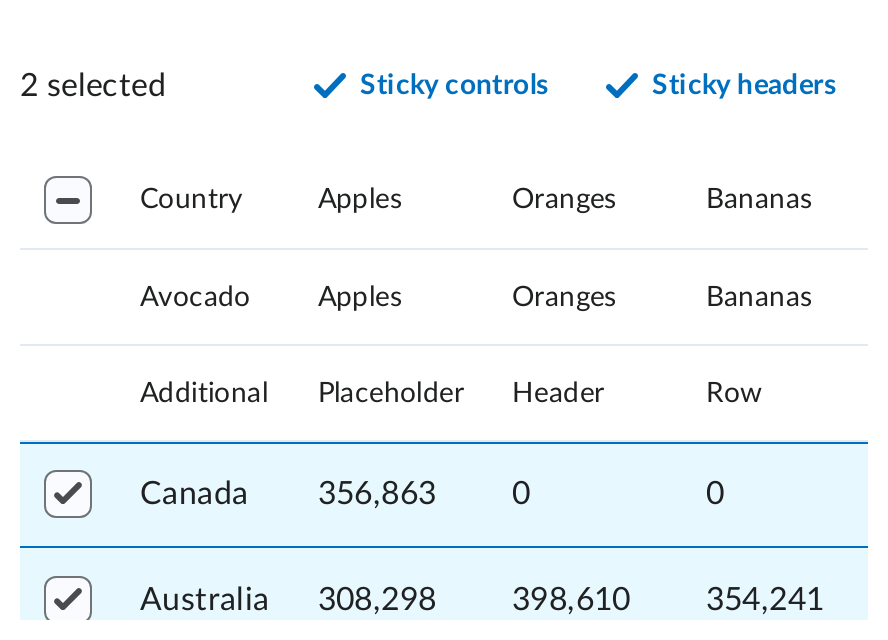 2 selected Sticky controls Sticky headers
Country Apples Oranges Bananas
Avocado Apples Oranges Bananas
Additional Placeholder Header Row
Canada 356,863 0 0
Australia 308,298 398,610 354,241